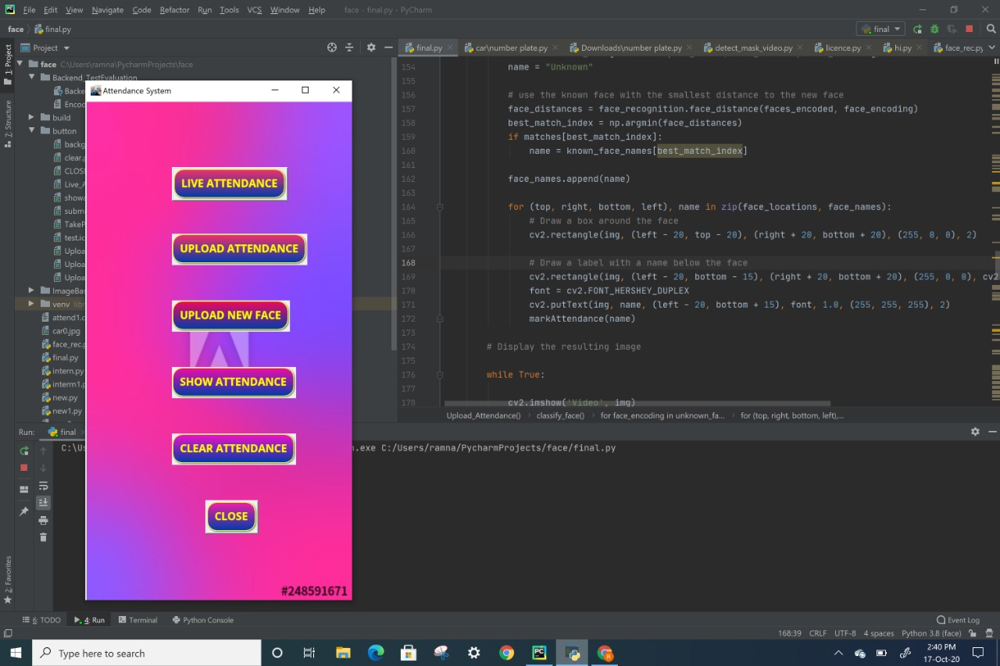 File Edit View Navigate Code Refactor Run Tools VCS Window Help face - final.py - PyCharm
face final.py final
1: Project
Project
final.py car\number plate.py Downloads\number plate.py detect_mask_video.py licence.py hi.py face_rec.py
face C:\Users\ramna\PycharmProjects\face
Backend_TestEvaluation
Backe
Encod
build
button
backg
clear.p
CLOSE
Live_A
showa
subm
TakeP
test.ic
Uploa
Uploa
Uploa
ImageBas
venv lib
attend1.c
car0.jpg
face_rec.p
final.py
intern.py
interrn1.p
new.py
new1.py
Z: Structure
2: Favorites
Attendance System
LIVE ATTENDANCE
UPLOAD ATTENDANCE
UPLOAD NEW FACE
SHOW ATTENDANCE
CLEAR ATTENDANCE
CLOSE
#248591671
154 name = "Unknown"
155
156 # use the known face with the smallest distance to the new face
157 face_distances = face_recognition.face_distance(faces_encoded, face_encoding)
158 best_match_index = np.argmin(face_distances)
159 if matches[best_match_index]:
160 name = known_face_names[best_match_index]
161
162 face_names.append(name)
163
164 for (top, right, bottom, left), name in zip(face_locations, face_names):
165 # Draw a box around the face
166 cv2.rectangle(img, (left - 20, top - 20), (right + 20, bottom + 20), (255, 0, 0), 2)
167
168 # Draw a label with a name below the face
169 cv2.rectangle(img, (left - 20, bottom - 15), (right + 20, bottom + 20), (255, 0, 0), cv2
170 font = cv2.FONT_HERSHEY_DUPLEX
171 cv2.putText(img, name, (left - 20, bottom + 15), font, 1.0, (255, 255, 255), 2)
172 markAttendance(name)
173
174 # Display the resulting image
175
176 while True:
177
178 cv2.imshow('Video', img)
Upload_Attendance() › classify_face() › for face_encoding in unknown_fa... › for (top, right, bottom, left),...
Run: final
C:\Us n.exe C:/Users/ramna/PycharmProjects/face/final.py
6: TODO 4: Run Terminal Python Console Event Log
168:39 CRLF UTF-8 4 spaces Python 3.8 (face)
Type here to search
2:40 PM
17-Oct-20